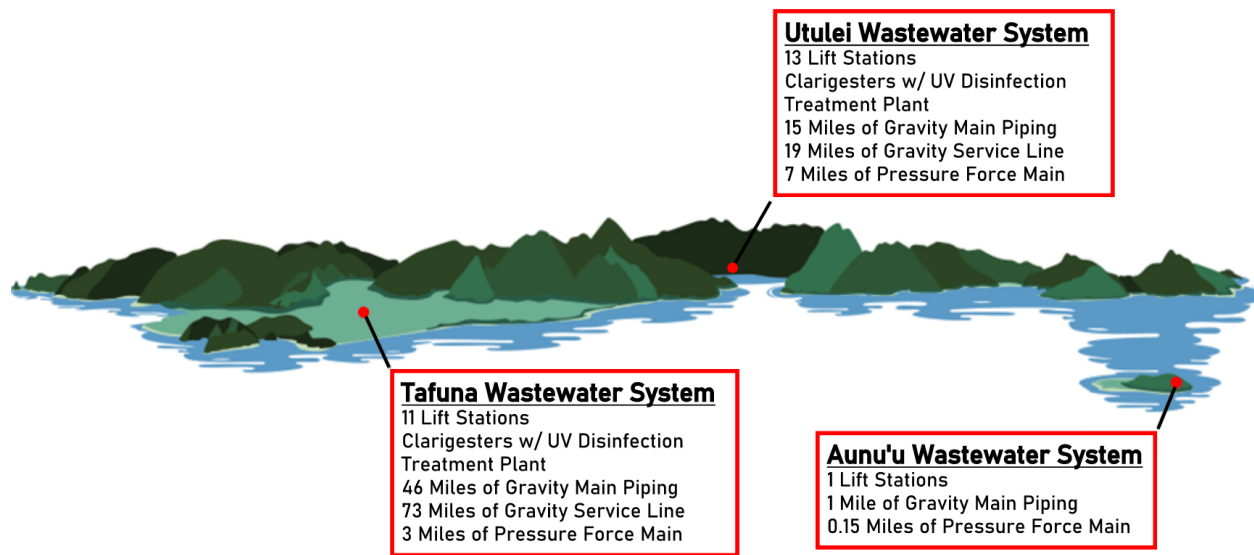 Utulei Wastewater System
13 Lift Stations
Clarigesters w/ UV Disinfection
Treatment Plant
15 Miles of Gravity Main Piping
19 Miles of Gravity Service Line
7 Miles of Pressure Force Main
Tafuna Wastewater System
11 Lift Stations
Clarigesters w/ UV Disinfection
Treatment Plant
46 Miles of Gravity Main Piping
73 Miles of Gravity Service Line
3 Miles of Pressure Force Main
Aunu'u Wastewater System
1 Lift Stations
1 Mile of Gravity Main Piping
0.15 Miles of Pressure Force Main